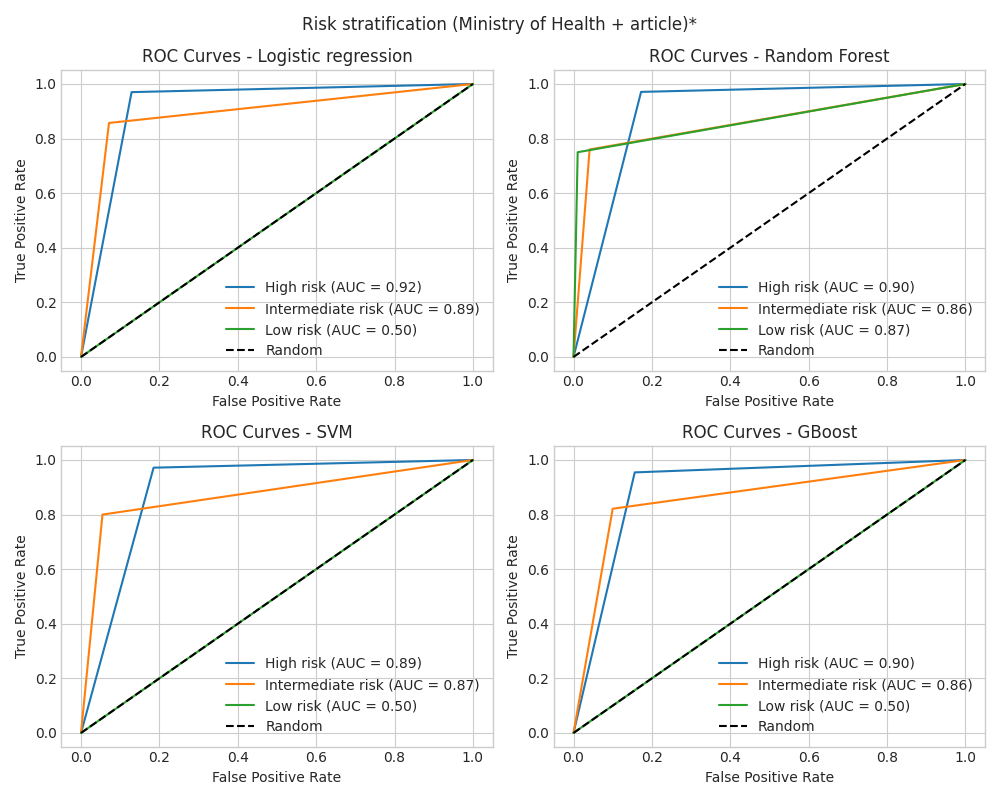 Risk stratification (Ministry of Health + article)*
ROC Curves - Logistic regression
True Positive Rate
1.0
0.8
0.6
0.4
0.2
0.0
High risk (AUC = 0.92)
Intermediate risk (AUC = 0.89)
Low risk (AUC = 0.50)
Random
0.0 0.2 0.4 0.6 0.8 1.0
False Positive Rate
ROC Curves - Random Forest
True Positive Rate
1.0
0.8
0.6
0.4
0.2
0.0
High risk (AUC = 0.90)
Intermediate risk (AUC = 0.86)
Low risk (AUC = 0.87)
Random
0.0 0.2 0.4 0.6 0.8 1.0
False Positive Rate
ROC Curves - SVM
True Positive Rate
1.0
0.8
0.6
0.4
0.2
0.0
High risk (AUC = 0.89)
Intermediate risk (AUC = 0.87)
Low risk (AUC = 0.50)
Random
0.0 0.2 0.4 0.6 0.8 1.0
False Positive Rate
ROC Curves - GBoost
True Positive Rate
1.0
0.8
0.6
0.4
0.2
0.0
High risk (AUC = 0.90)
Intermediate risk (AUC = 0.86)
Low risk (AUC = 0.50)
Random
0.0 0.2 0.4 0.6 0.8 1.0
False Positive Rate